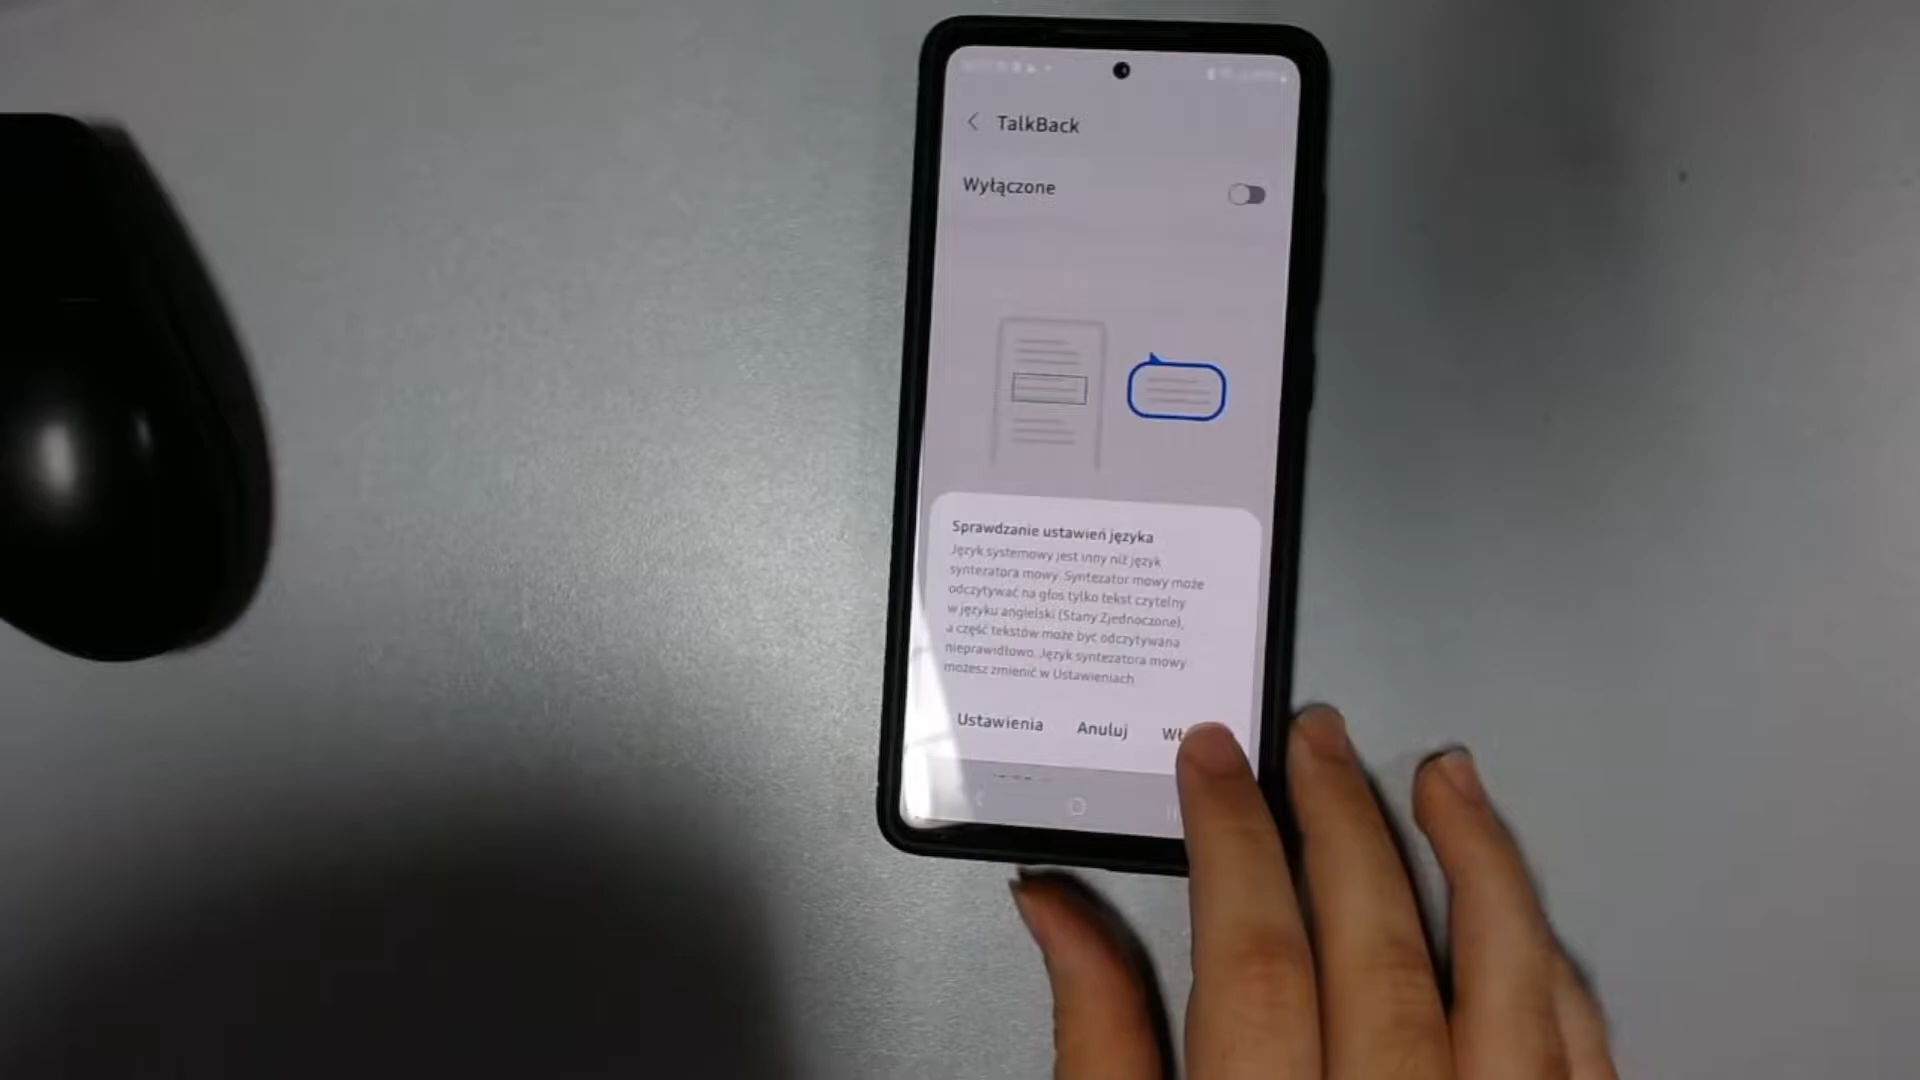 TalkBack
Wyłączone
Sprawdzanie ustawień języka
Język systemowy jest inny niż język
syntezatora mowy. Syntezator mowy może
odczytywać na głos tylko tekst czytelny
w języku angielski (Stany Zjednoczone),
a część tekstów może być odczytywana
nieprawidłowo. Język syntezatora mowy
możesz zmienić w Ustawieniach
Ustawienia Anuluj